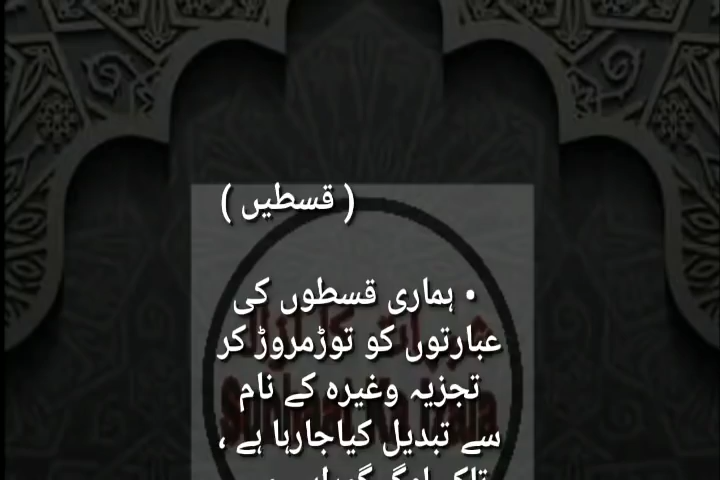 ( قسطیں )
• ہماری قسطوں کی
عبارتوں کو توڑمروڑ کر
تجزیہ وغیرہ کے نام
سے تبدیل کیاجارہا ہے ،